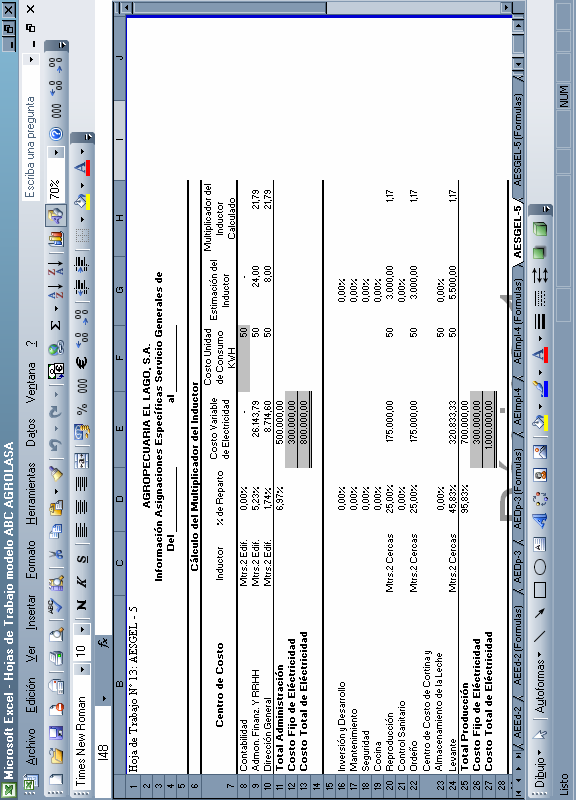 Microsoft Excel - Hojas de Trabajo modelo ABC AGROLASA
Archivo Edición Ver Insertar Formato Herramientas Datos Ventana ?
Escriba una pregunta
70%
Times New Roman 10 N K S % 000 €
I48 fx
B C D E F G H I J
1 Hoja de Trabajo N° 13: AESGEL - 5
2 AGROPECUARIA EL LAGO, S.A.
3 Información Asignaciones Específicas Servicio Generales de
4 Del al
5
6 Cálculo del Multiplicador del Inductor
7 Centro de Costo Inductor % de Reparto Costo Variable de Electricidad Costo Unidad de Consumo KWH Estimación del Inductor Multiplicador del Inductor Calculado
8 Contabilidad Mtrs.2 Edif. 0,00% - 50 -
9 Admon. Finanz. Y RRHH Mtrs.2 Edif. 5,23% 26.143,79 50 24,00 21,79
10 Dirección General Mtrs.2 Edif. 1,74% 8.714,60 50 8,00 21,79
11 Total Administración 6,97% 500.000,00
12 Costo Fijo de Eléctricidad 300.000,00
13 Costo Total de Eléctricidad 800.000,00
14
15
16 Inversión y Desarrollo 0,00% 0,00%
17 Mantenimiento 0,00% 0,00%
18 Seguridad 0,00% 0,00%
19 Cocina 0,00% 0,00%
20 Reproducción Mtrs.2 Cercas 25,00% 175.000,00 50 3.000,00 1,17
21 Control Sanitario 0,00% 0,00%
22 Ordeño Mtrs.2 Cercas 25,00% 175.000,00 50 3.000,00 1,17
Centro de Costo de Cortina y
23 Almacenamiento de la Leche 0,00% 50 0,00%
24 Levante Mtrs.2 Cercas 45,83% 320.833,33 50 5.500,00 1,17
25 Total Producción 95,83% 700.000,00
26 Costo Fijo de Eléctricidad 300.000,00
27 Costo Total de Eléctricidad
28
AEEd-2 AEEd-2 (Formulas) AEDp-3 AEDp-3 (Formulas) AEImpl-4 AEImpl-4 (Formulas) AESGEL-5 AESGEL-5 (Formulas)
Dibujo Autoformas
Listo NUM